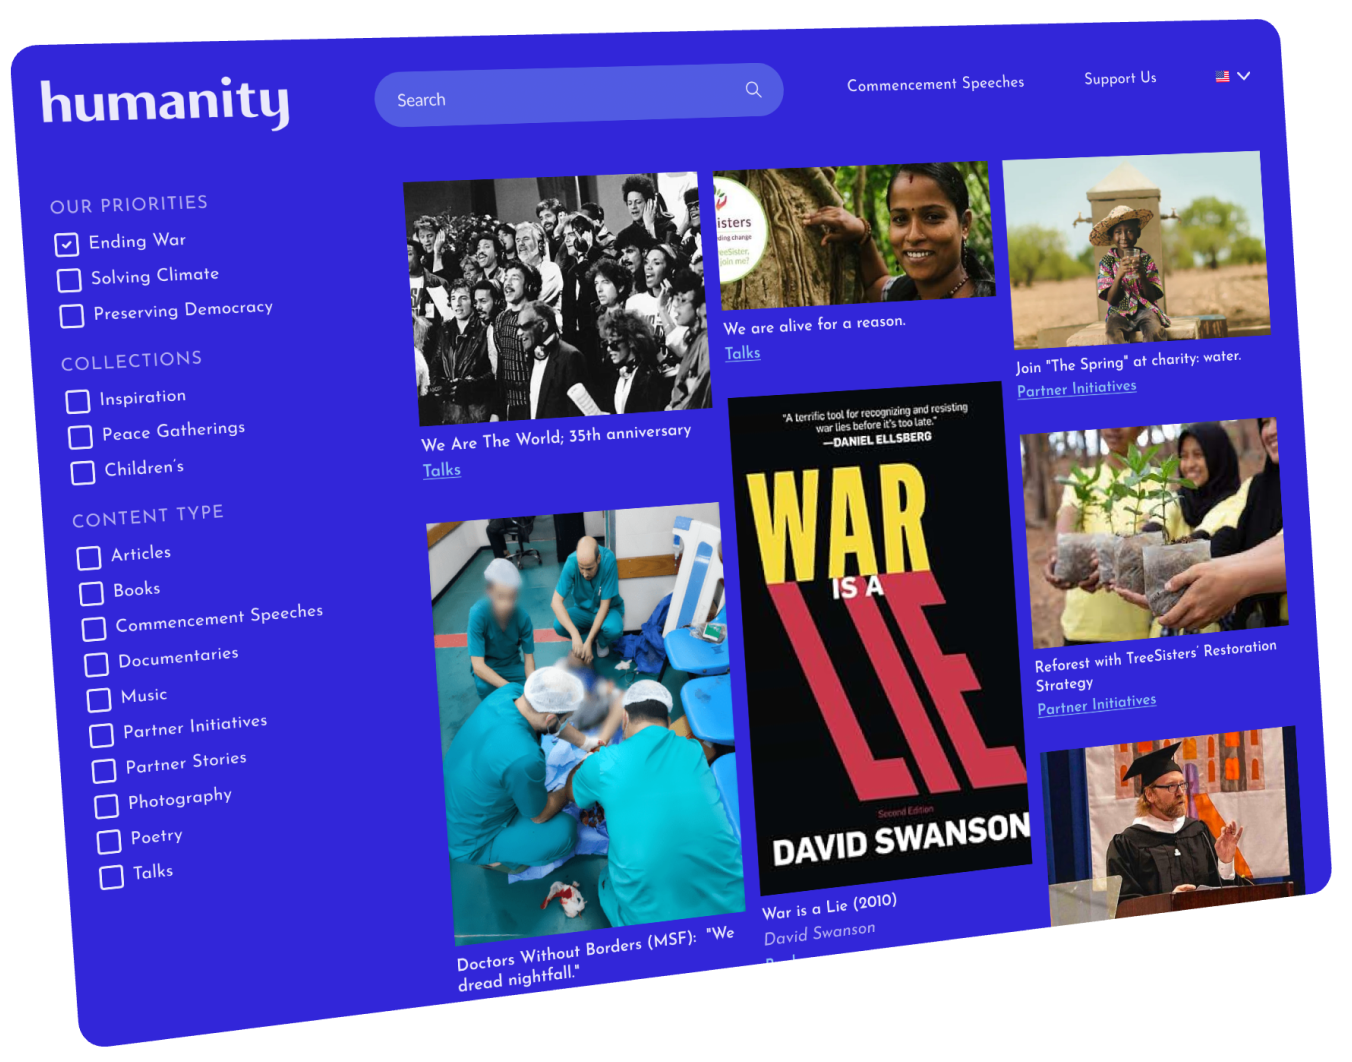 humanity
Search
Commencement Speeches
Support Us
OUR PRIORITIES
Ending War
Solving Climate
Preserving Democracy
COLLECTIONS
Inspiration
Peace Gatherings
Children's
CONTENT TYPE
Articles
Books
Commencement Speeches
Documentaries
Music
Partner Initiatives
Partner Stories
Photography
Poetry
Talks
We Are The World; 35th anniversary
Talks
Doctors Without Borders (MSF): "We
dread nightfall."
isters
ding change
reeSister,
join me!
We are alive for a reason.
Talks
"A terrific tool for recognizing and resisting
war lies before it's too late."
—DANIEL ELLSBERG
WAR
IS A
LIE
Second Edition
DAVID SWANSON
War is a Lie (2010)
David Swanson
Join "The Spring" at charity: water.
Partner Initiatives
Reforest with TreeSisters' Restoration
Strategy
Partner Initiatives